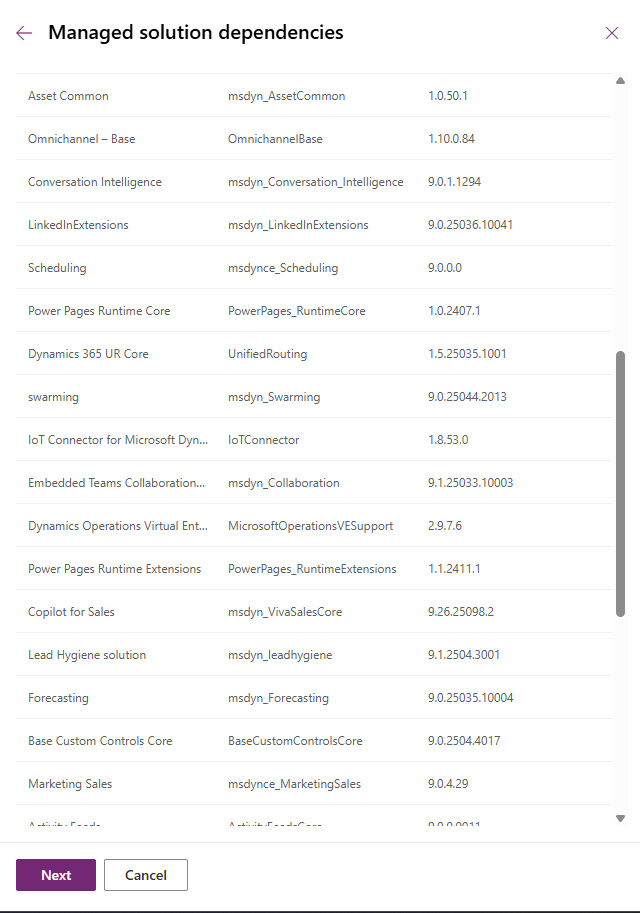 Managed solution dependencies
Asset Common msdyn_AssetCommon 1.0.50.1
Omnichannel – Base OmnichannelBase 1.10.0.84
Conversation Intelligence msdyn_Conversation_Intelligence 9.0.1.1294
LinkedInExtensions msdyn_LinkedInExtensions 9.0.25036.10041
Scheduling msdynce_Scheduling 9.0.0.0
Power Pages Runtime Core PowerPages_RuntimeCore 1.0.2407.1
Dynamics 365 UR Core UnifiedRouting 1.5.25035.1001
swarming msdyn_Swarming 9.0.25044.2013
IoT Connector for Microsoft Dyn... IoTConnector 1.8.53.0
Embedded Teams Collaboration... msdyn_Collaboration 9.1.25033.10003
Dynamics Operations Virtual Ent... MicrosoftOperationsVESupport 2.9.7.6
Power Pages Runtime Extensions PowerPages_RuntimeExtensions 1.1.2411.1
Copilot for Sales msdyn_VivaSalesCore 9.26.25098.2
Lead Hygiene solution msdyn_leadhygiene 9.1.2504.3001
Forecasting msdyn_Forecasting 9.0.25035.10004
Base Custom Controls Core BaseCustomControlsCore 9.0.2504.4017
Marketing Sales msdynce_MarketingSales 9.0.4.29
Activity Feeds ActivityFeedsCore
Next Cancel